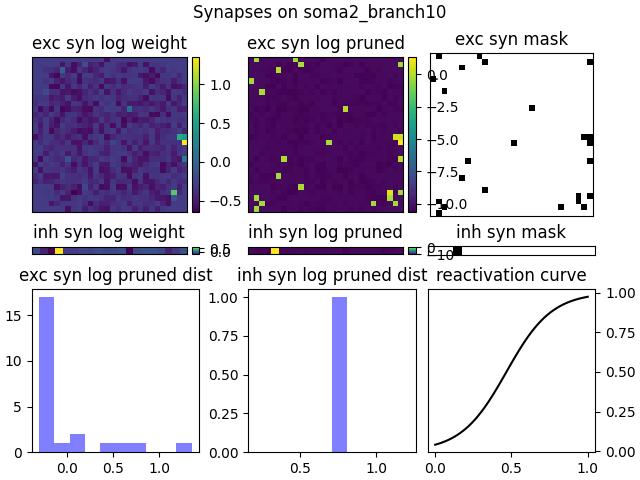 Synapses on soma2_branch10
exc syn log weight
exc syn log pruned
exc syn mask
1.0
0.5
0.0
−0.5
0.0
−2.5
−5.0
−7.5
−10.0
inh syn log weight
inh syn log pruned
inh syn mask
0.5
0.0
0
−10
exc syn log pruned dist
inh syn log pruned dist
reactivation curve
15
10
5
0
0.0 0.5 1.0
1.00
0.75
0.50
0.25
0.00
0.5 1.0
1.00
0.75
0.50
0.25
0.00
0.0 0.5 1.0